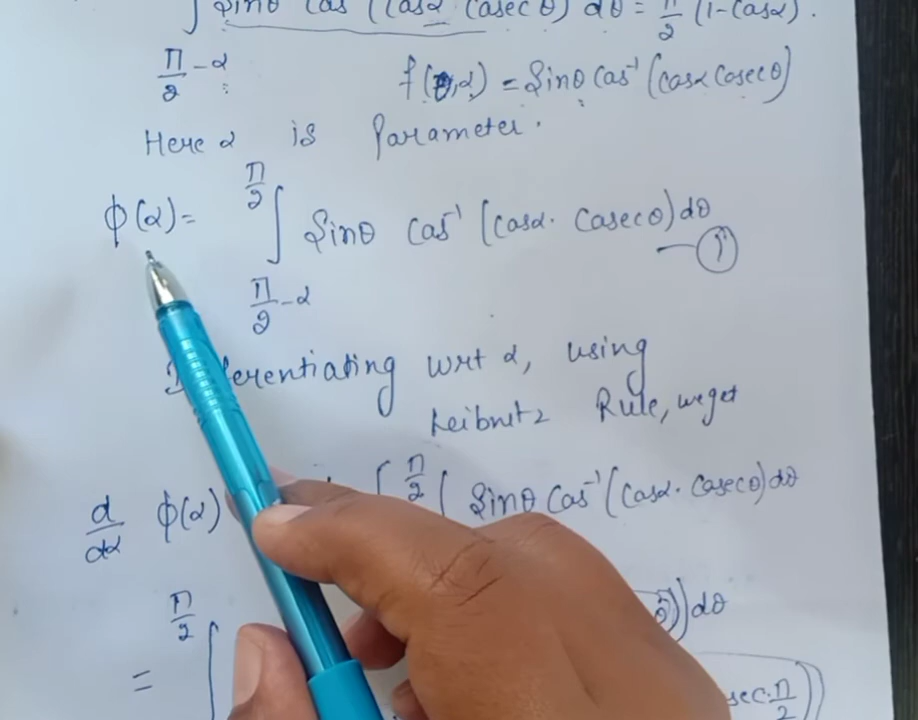 ∫ Sinθ Cos⁻¹ (Cosα Cosecθ) dθ = π/2 (1-Cosα).
π/2 - α
f(θ,α) = Sinθ Cos⁻¹ (Cosα Cosecθ)
Here α is Parameter.
ϕ(α) = ∫ π/2 Sinθ Cos⁻¹ (Cosα. Cosecθ) dθ — ①
π/2 - α
erentiating wrt α, using
Leibnitz Rule, we get
d/dα ϕ(α) ∫ π/2 ( Sinθ Cos⁻¹ (Cosα. Cosecθ) dθ
)) dθ
= ∫ π/2
sec. π/2 ))